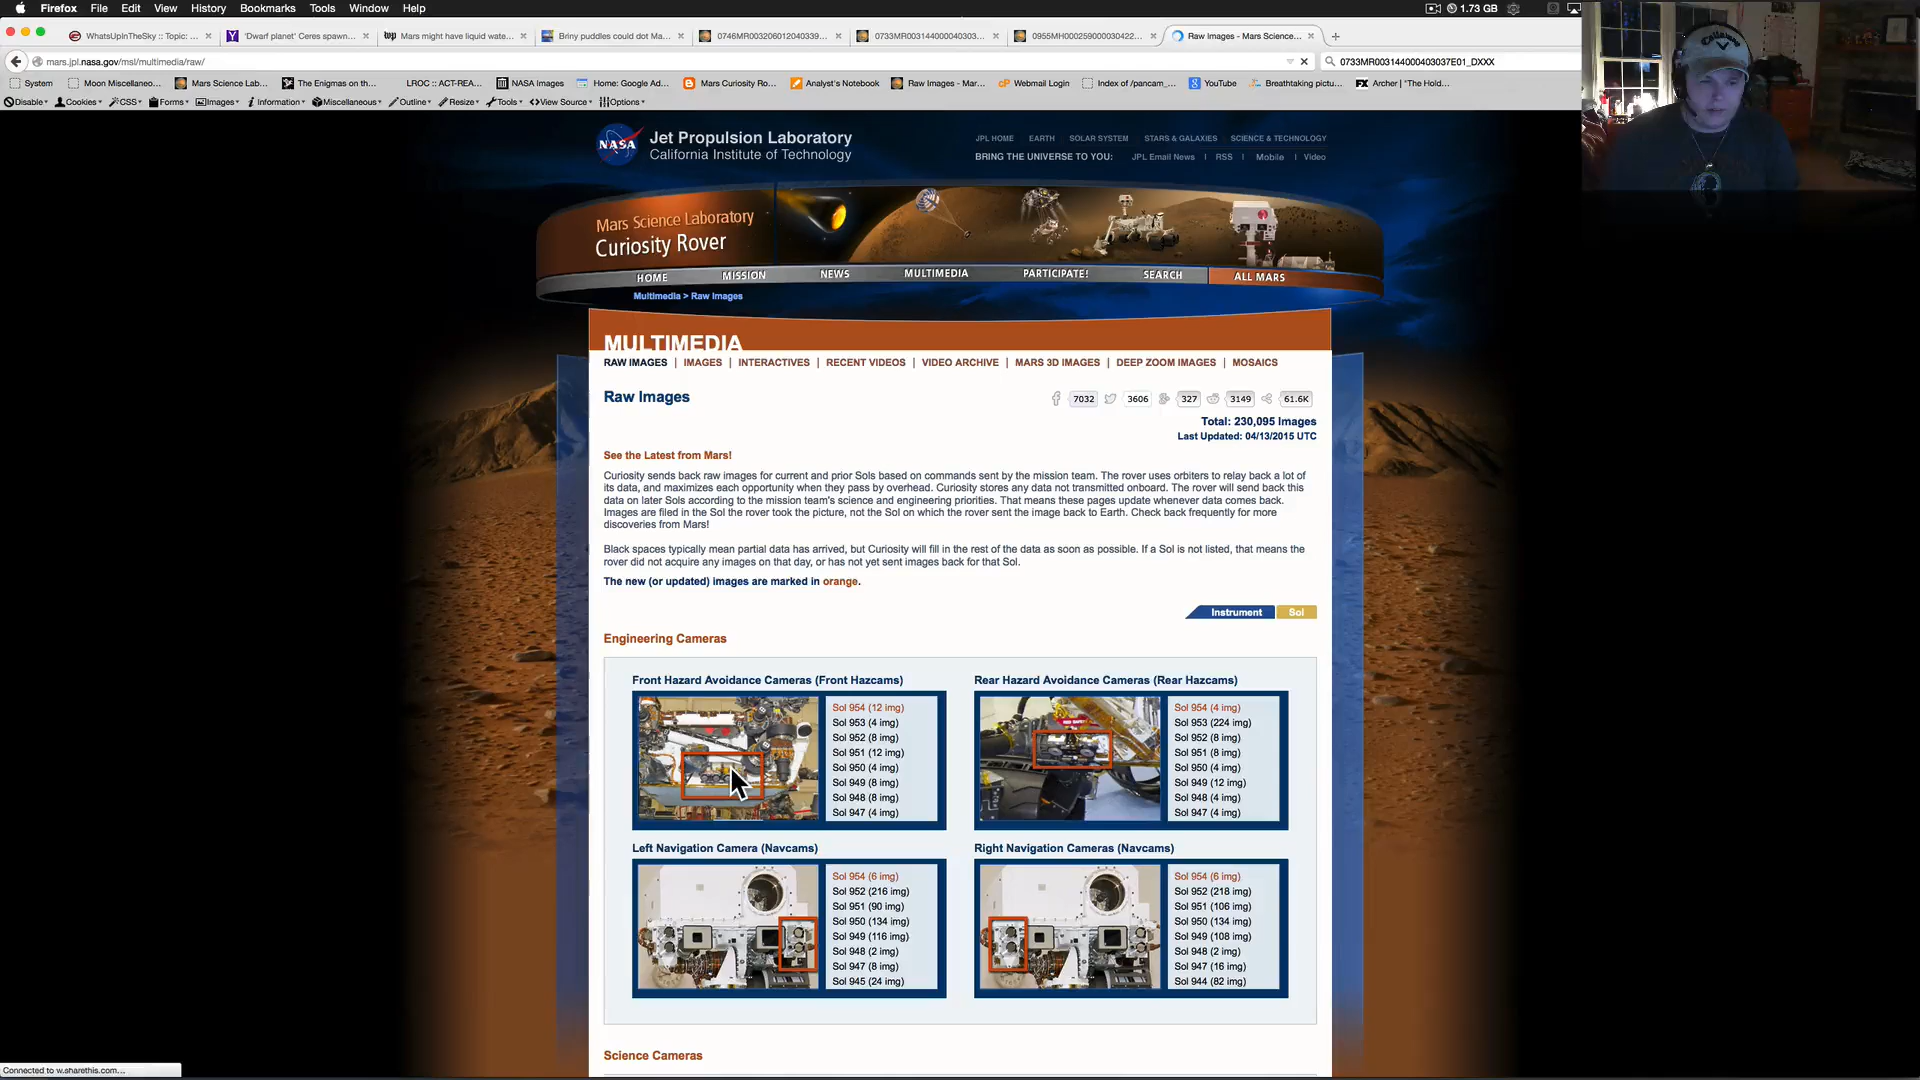 Firefox File Edit View History Bookmarks Tools Window Help 1.73 GB
WhatsUpInTheSky :: Topic: ... 'Dwarf planet' Ceres spawn... Mars might have liquid wate... Briny puddles could dot Ma... 0746MR003206012040339... 0733MR003144000040303... 0955MH000259000030422... Raw Images - Mars Science...
mars.jpl.nasa.gov/msl/multimedia/raw/ 0733MR003144000403037E01_DXXX
System Moon Miscellaneo... Mars Science Lab... The Enigmas on th... LROC :: ACT-REA... NASA Images Home: Google Ad... Mars Curiosity Ro... Analyst's Notebook Raw Images - Mar... Webmail Login Index of /pancam_... YouTube Breathtaking pictu... Archer | "The Hold...
Disable Cookies CSS Forms Images Information Miscellaneous Outline Resize Tools View Source Options
NASA
Jet Propulsion Laboratory
California Institute of Technology
JPL HOME EARTH SOLAR SYSTEM STARS & GALAXIES SCIENCE & TECHNOLOGY
BRING THE UNIVERSE TO YOU: JPL Email News | RSS | Mobile | Video
Mars Science Laboratory
Curiosity Rover
HOME MISSION NEWS MULTIMEDIA PARTICIPATE! SEARCH ALL MARS
Multimedia > Raw Images
MULTIMEDIA
RAW IMAGES | IMAGES | INTERACTIVES | RECENT VIDEOS | VIDEO ARCHIVE | MARS 3D IMAGES | DEEP ZOOM IMAGES | MOSAICS
Raw Images
7032 3606 327 3149 61.6K
Total: 230,095 Images
Last Updated: 04/13/2015 UTC
See the Latest from Mars!
Curiosity sends back raw images for current and prior Sols based on commands sent by the mission team. The rover uses orbiters to relay back a lot of
its data, and maximizes each opportunity when they pass by overhead. Curiosity stores any data not transmitted onboard. The rover will send back this
data on later Sols according to the mission team's science and engineering priorities. That means these pages update whenever data comes back.
Images are filed in the Sol the rover took the picture, not the Sol on which the rover sent the image back to Earth. Check back frequently for more
discoveries from Mars!
Black spaces typically mean partial data has arrived, but Curiosity will fill in the rest of the data as soon as possible. If a Sol is not listed, that means the
rover did not acquire any images on that day, or has not yet sent images back for that Sol.
The new (or updated) images are marked in orange.
Instrument Sol
Engineering Cameras
Front Hazard Avoidance Cameras (Front Hazcams)
Sol 954 (12 img)
Sol 953 (4 img)
Sol 952 (8 img)
Sol 951 (12 img)
Sol 950 (4 img)
Sol 949 (8 img)
Sol 948 (8 img)
Sol 947 (4 img)
Rear Hazard Avoidance Cameras (Rear Hazcams)
Sol 954 (4 img)
Sol 953 (224 img)
Sol 952 (8 img)
Sol 951 (8 img)
Sol 950 (4 img)
Sol 949 (12 img)
Sol 948 (4 img)
Sol 947 (4 img)
Left Navigation Camera (Navcams)
Sol 954 (6 img)
Sol 952 (216 img)
Sol 951 (90 img)
Sol 950 (134 img)
Sol 949 (116 img)
Sol 948 (2 img)
Sol 947 (8 img)
Sol 945 (24 img)
Right Navigation Cameras (Navcams)
Sol 954 (6 img)
Sol 952 (218 img)
Sol 951 (106 img)
Sol 950 (134 img)
Sol 949 (108 img)
Sol 948 (2 img)
Sol 947 (16 img)
Sol 944 (82 img)
Science Cameras
Connected to w.sharethis.com...